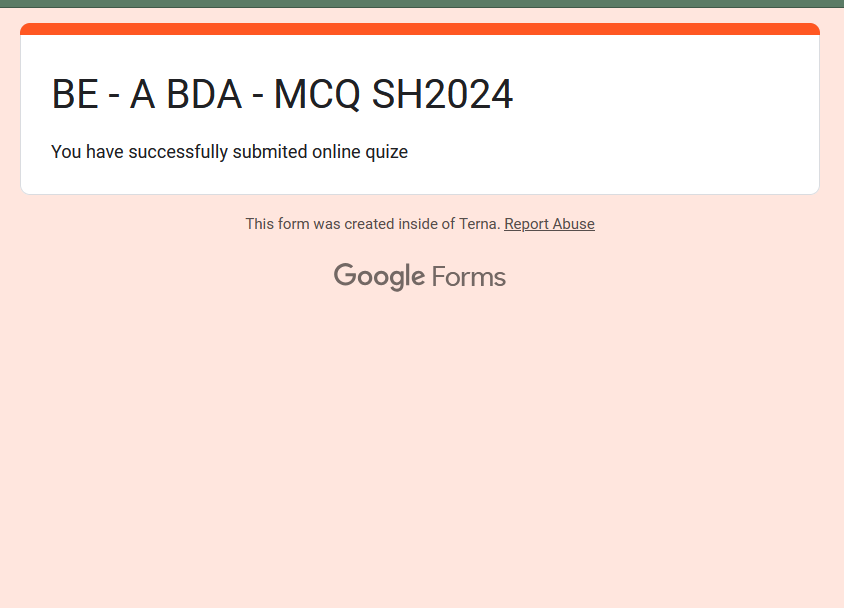 BE - A BDA - MCQ SH2024
You have successfully submited online quize
This form was created inside of Terna. Report Abuse
Google Forms